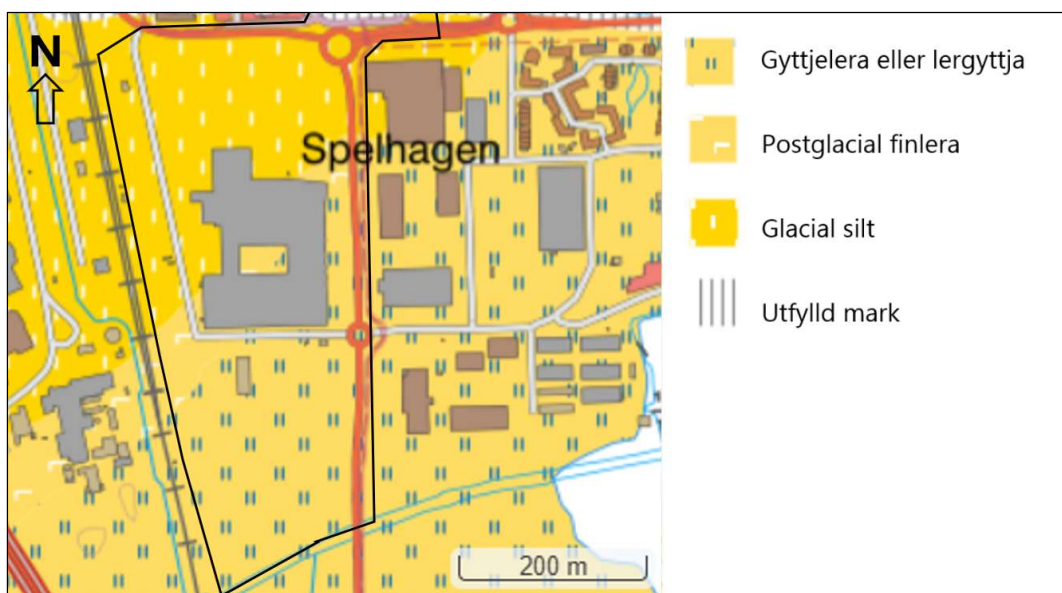 N
Spelhagen
200 m
Gyttjelera eller lergyttja
Postglacial finlera
Glacial silt
Utfylld mark